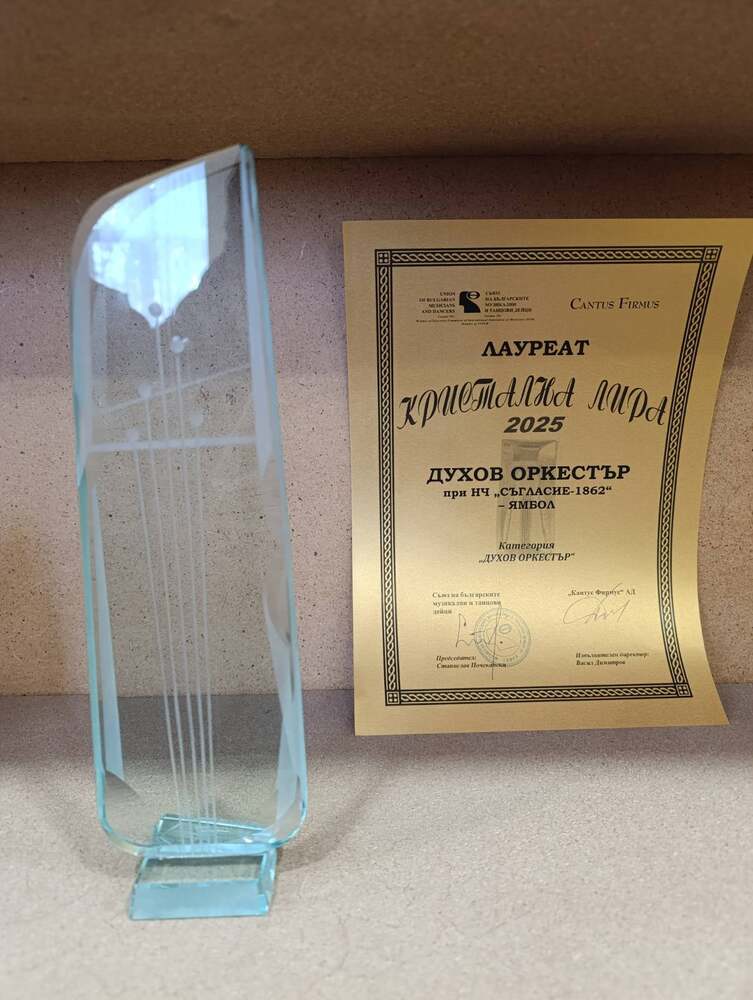 UNION
OF BULGARIAN
MUSICIANS
AND DANCERS
СЪЮЗ
НА БЪЛГАРСКИТЕ
МУЗИКАЛНИ
И ТАНЦОВИ ДЕЙЦИ
CANTUS FIRMUS
ЛАУРЕАТ
КРИСТАЛНА ЛИРА
2025
ДУХОВ ОРКЕСТЪР
при НЧ „СЪГЛАСИЕ-1862“
– ЯМБОЛ
Категория
„ДУХОВ ОРКЕСТЪР“
Съюз на българските
музикални и танцови
дейци
„Кантус Фирмус“ АД
Председател:
Станислав Почекански
Изпълнителен директор:
Васил Димитров